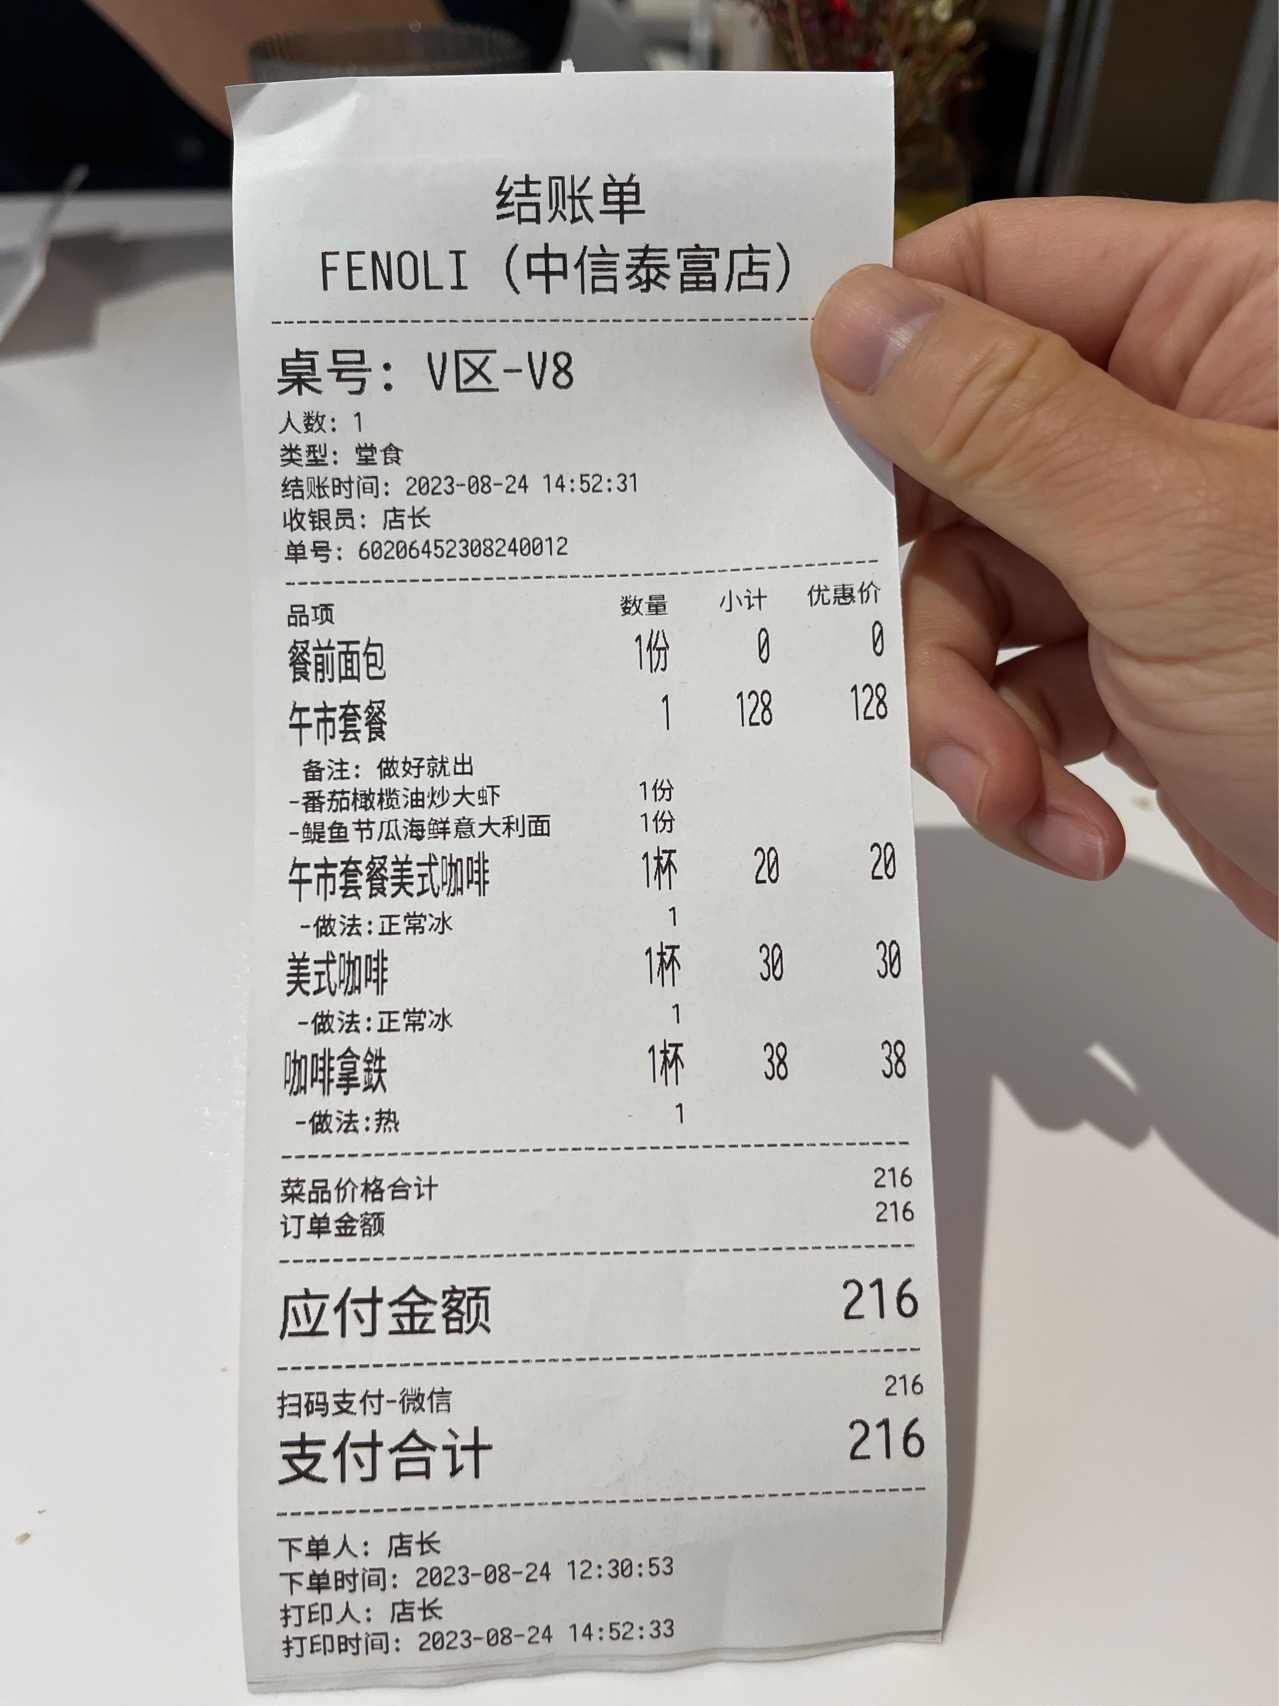 结账单
FENOLI（中信泰富店）
桌号：V区-V8
人数：1
类型：堂食
结账时间：2023-08-24 14:52:31
收银员：店长
单号：60206452308240012
品项 数量 小计 优惠价
餐前面包 1份 0 0
午市套餐 1 128 128
备注：做好就出
-番茄橄榄油炒大虾 1份
-鳀鱼节瓜海鲜意大利面 1份
午市套餐美式咖啡 1杯 20 20
-做法:正常冰 1
美式咖啡 1杯 30 30
-做法:正常冰 1
咖啡拿鉄 1杯 38 38
-做法:热 1
菜品价格合计 216
订单金额 216
应付金额 216
扫码支付-微信 216
支付合计 216
下单人：店长
下单时间：2023-08-24 12:30:53
打印人：店长
打印时间：2023-08-24 14:52:33